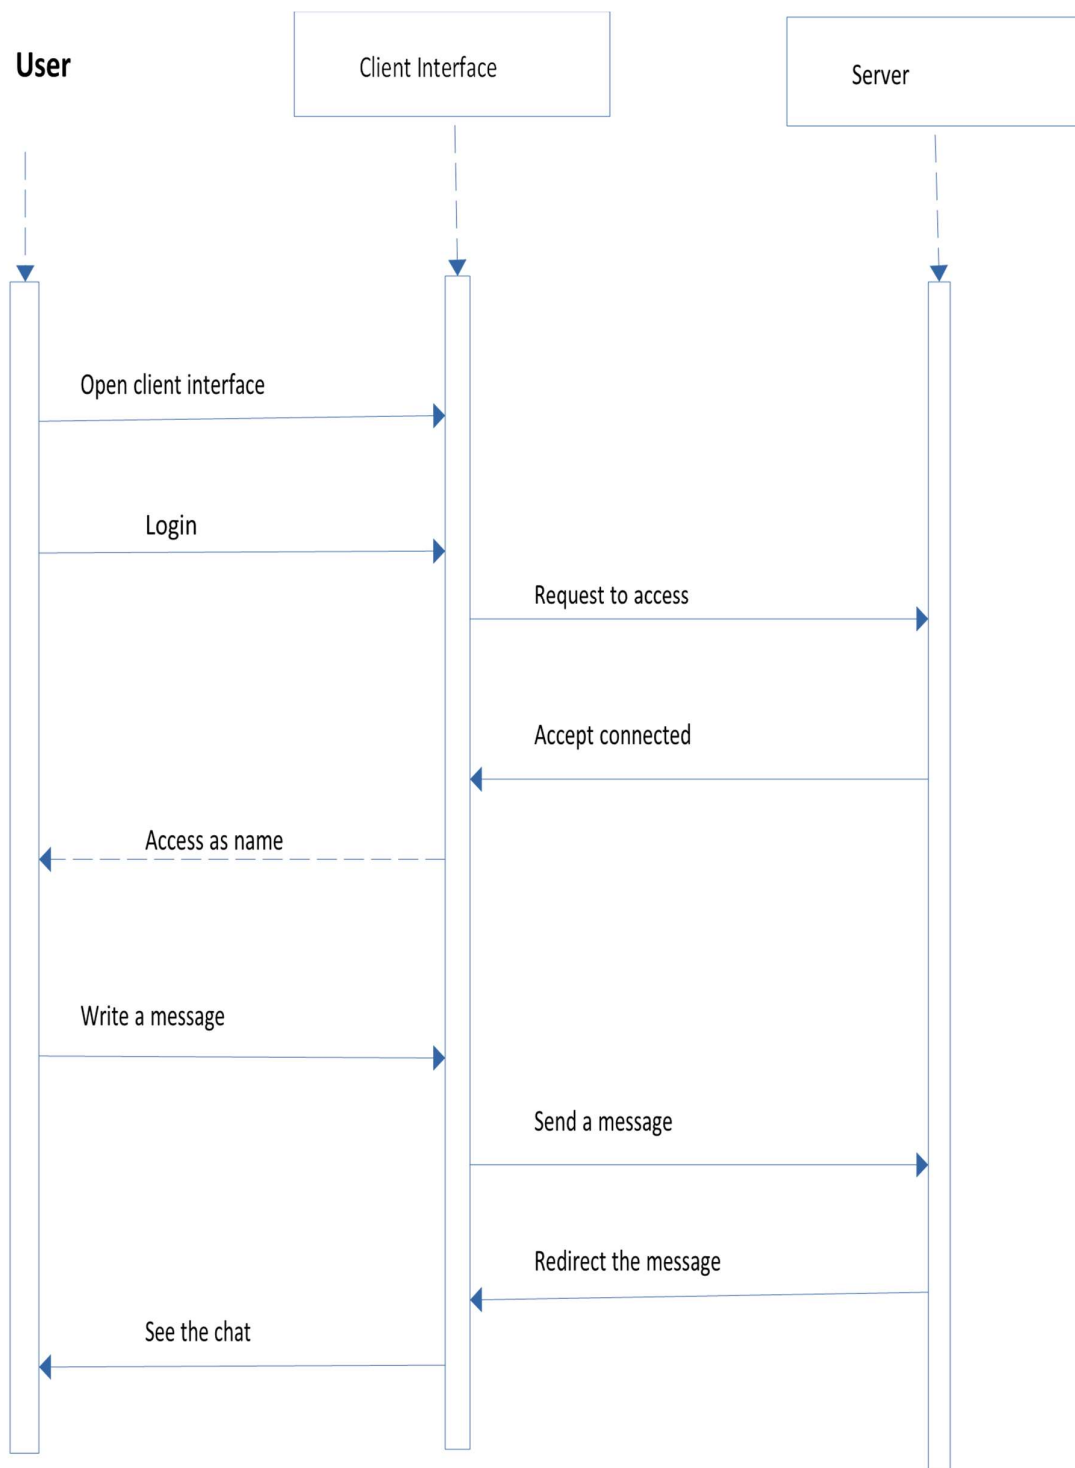 User
Client Interface
Server
Open client interface
Login
Request to access
Accept connected
Access as name
Write a message
Send a message
Redirect the message
See the chat